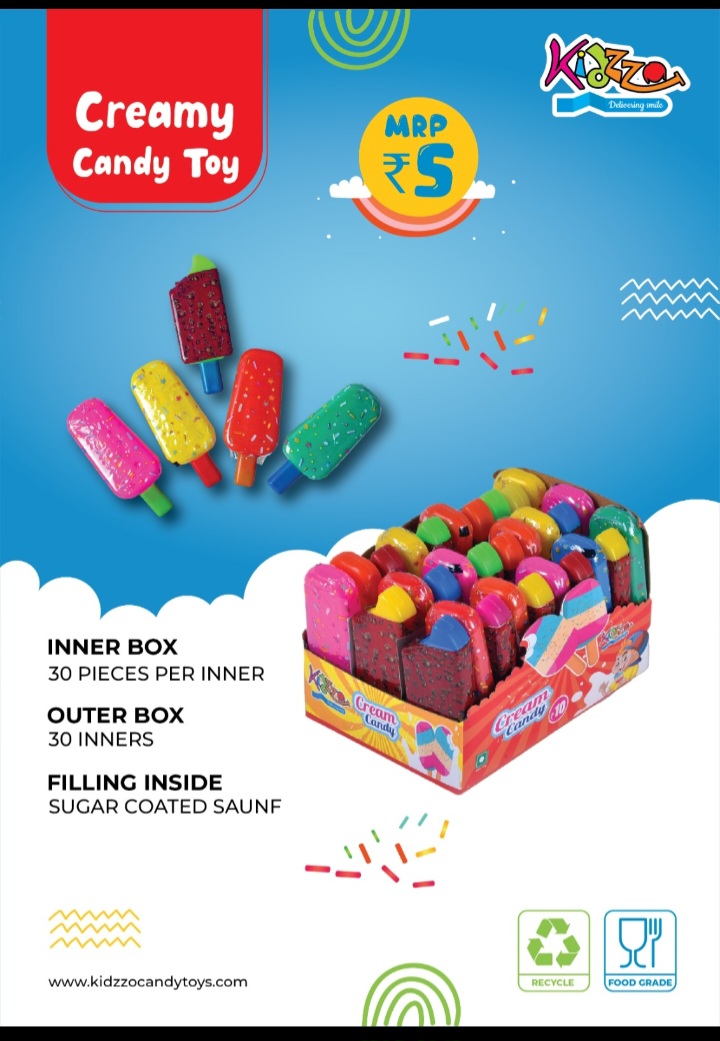 Creamy
Candy Toy
Kidzzo
Delivering smile
MRP
₹5
INNER BOX
30 PIECES PER INNER
OUTER BOX
30 INNERS
FILLING INSIDE
SUGAR COATED SAUNF
Kidzzo
Cream
Candy
Cream
Candy
www.kidzzocandytoys.com
RECYCLE
FOOD GRADE